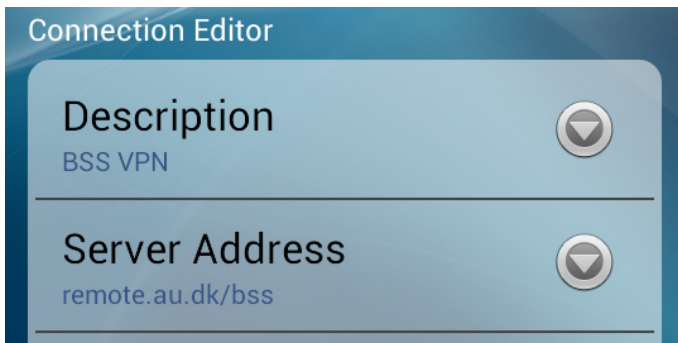 Connection Editor
Description
BSS VPN
Server Address
remote.au.dk/bss